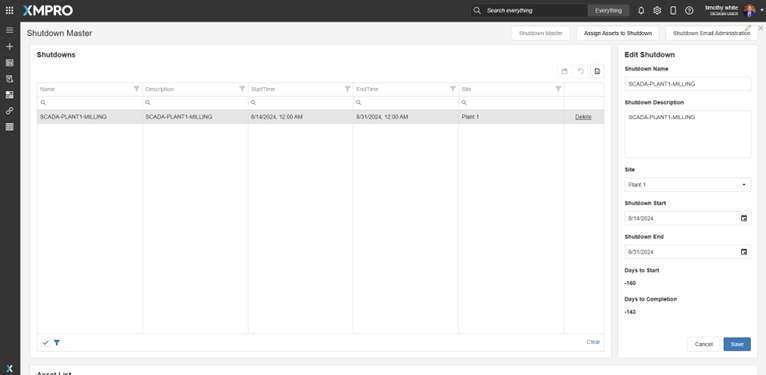 XMPRO
Search everything
Everything
timothy white
DESIGN USER
Shutdown Master
Shutdown Master
Assign Assets to Shutdown
Shutdown Email Administration
Shutdowns
Name Description StartTime EndTime Site
SCADA-PLANT1-MILLING SCADA-PLANT1-MILLING 8/14/2024, 12:00 AM 8/31/2024, 12:00 AM Plant 1 Delete
Clear
Edit Shutdown
Shutdown Name
SCADA-PLANT1-MILLING
Shutdown Description
SCADA-PLANT1-MILLING
Site
Plant 1
Shutdown Start
8/14/2024
Shutdown End
8/31/2024
Days to Start
-160
Days to Completion
-143
Cancel
Save
Asset List